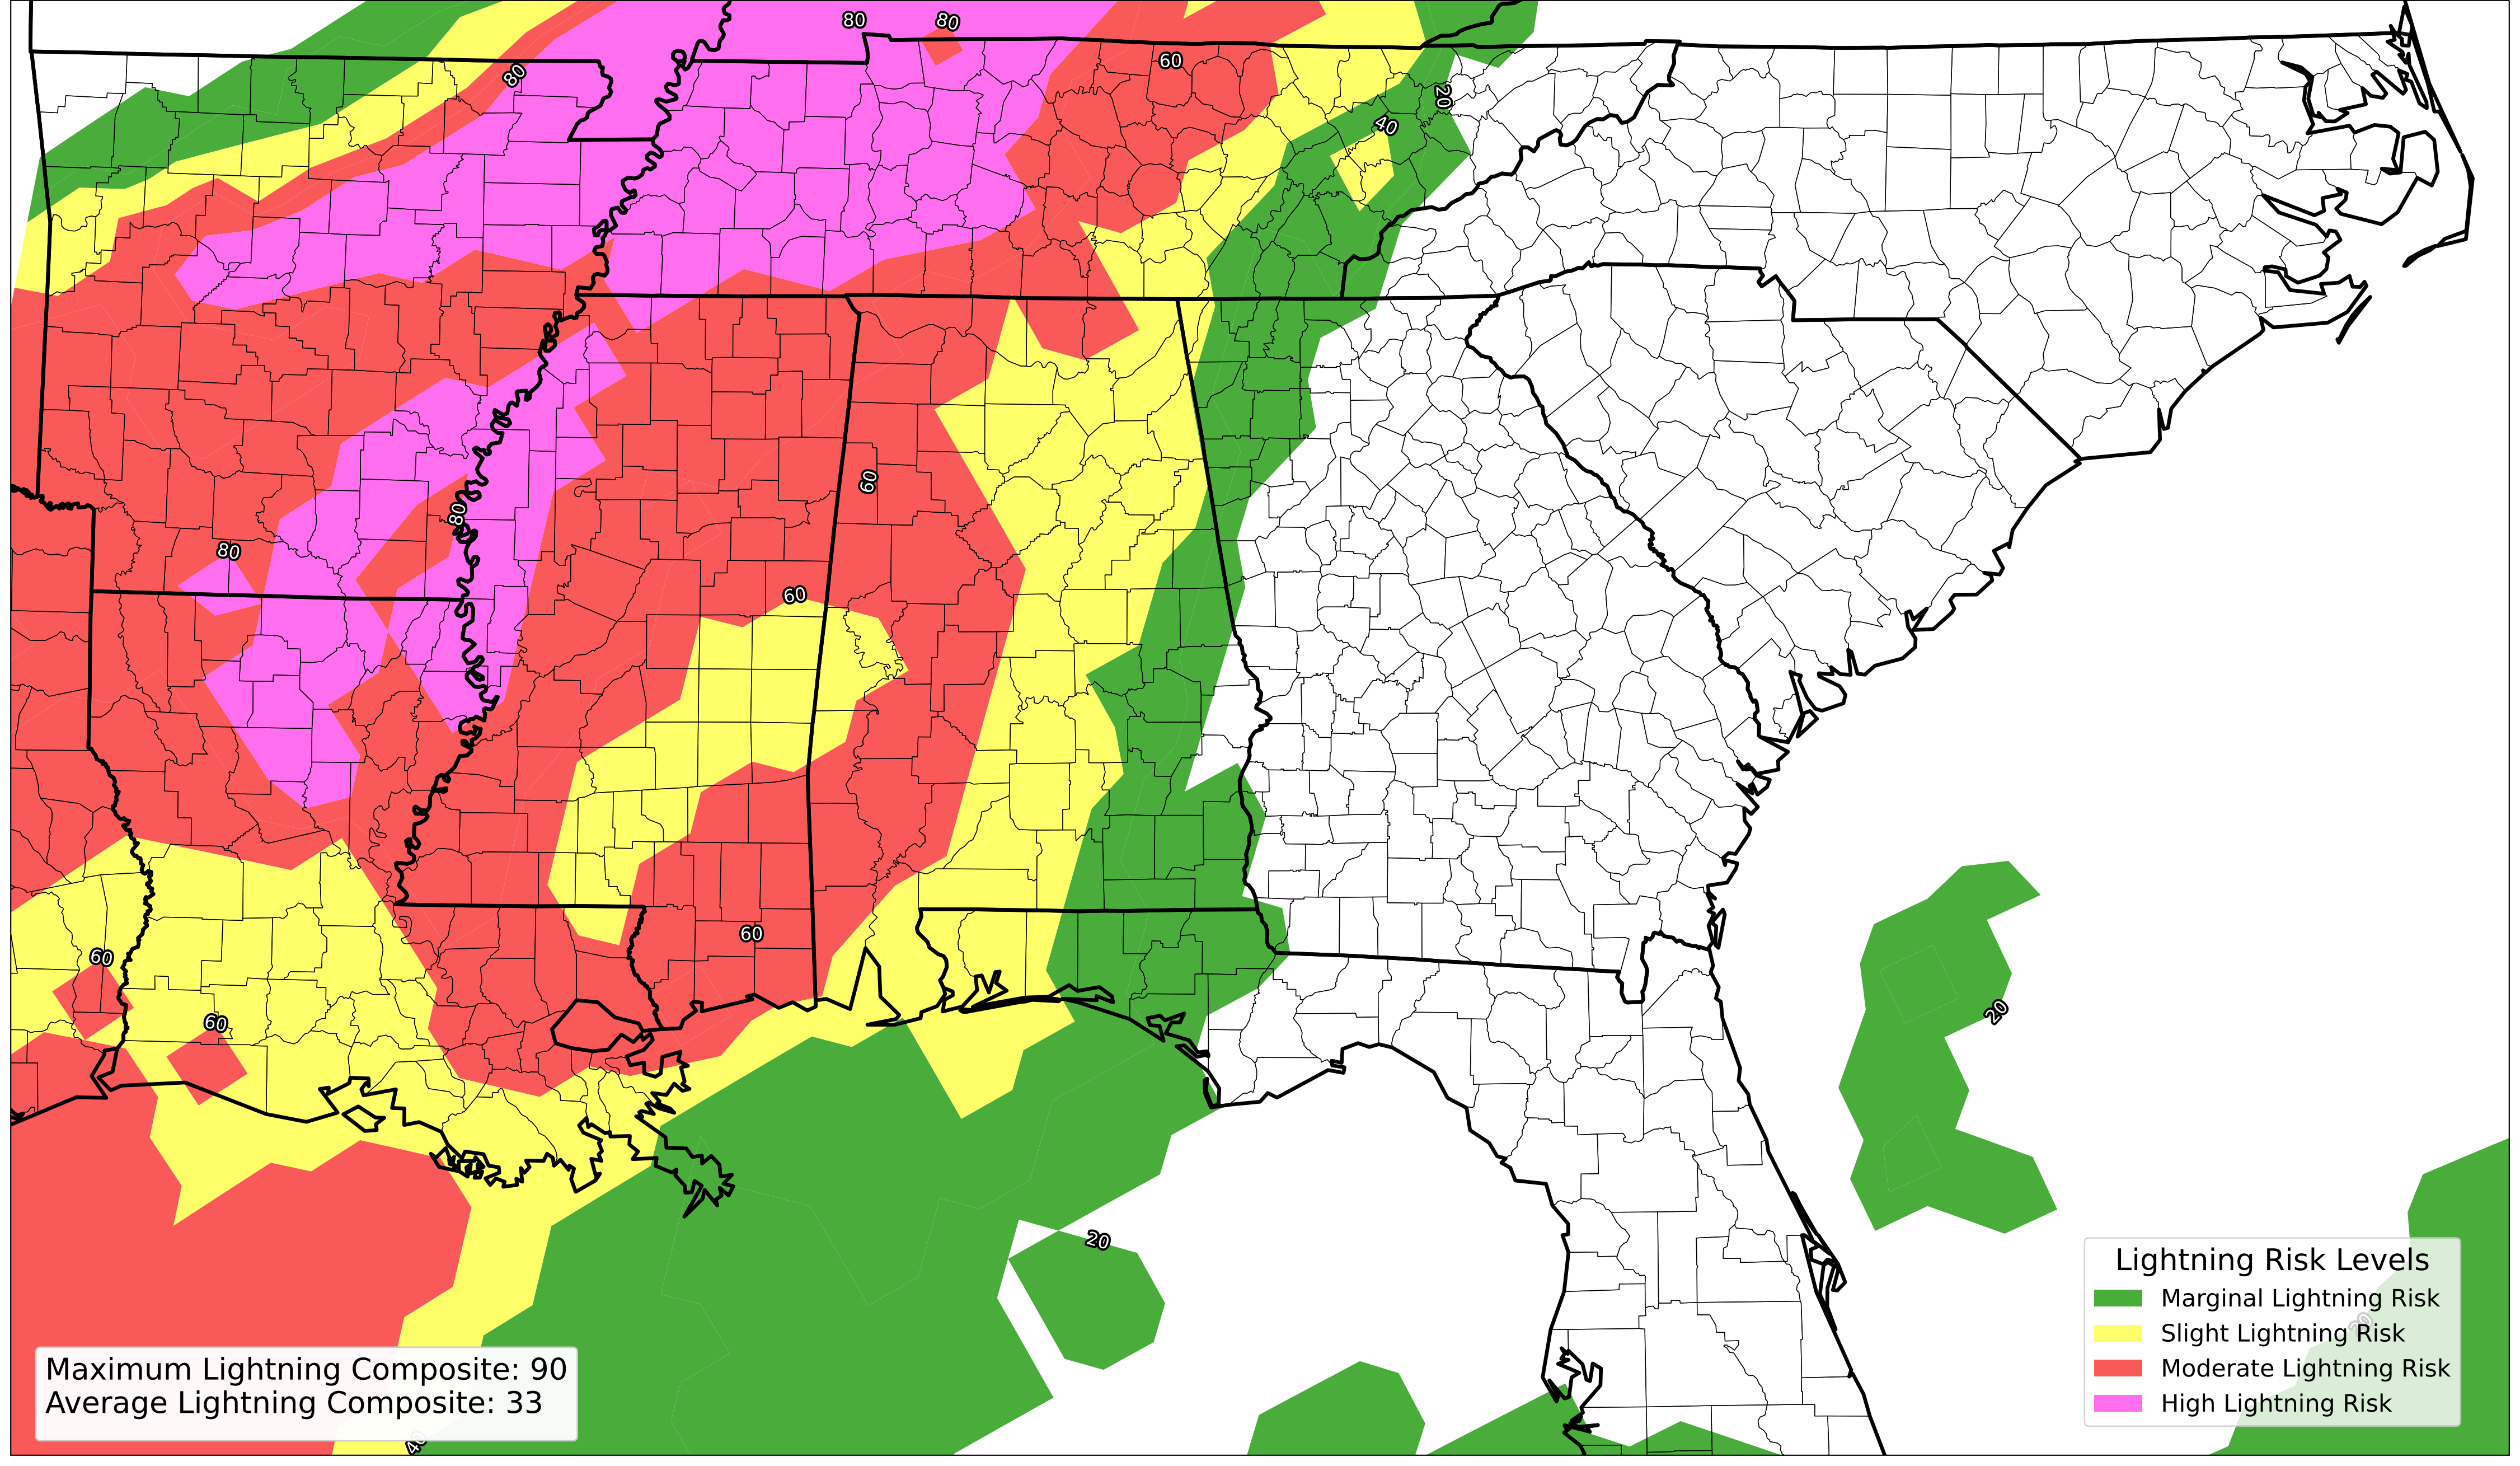 80
80
60
80
20
40
60
80
80
60
60
60
60
20
20
Lightning Risk Levels
Marginal Lightning Risk
20
Slight Lightning Risk
Moderate Lightning Risk
High Lightning Risk
Maximum Lightning Composite: 90
Average Lightning Composite: 33
40